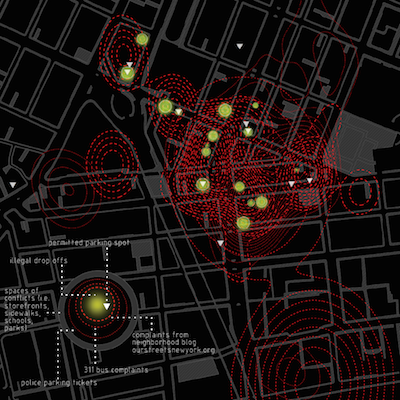 permitted parking spot
illegal drop offs
spaces of
conflicts (i.e.
storefronts,
sidewalks,
schools,
parks)
complaints from
neighborhood blog
ourstreetsnewyork.org
311 bus complaints
police parking tickets